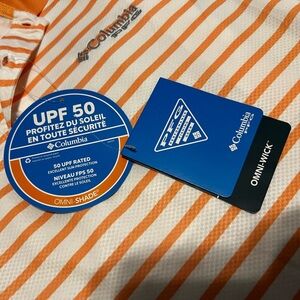 Columbia
PFG
UPF 50
PROFITEZ DU SOLEIL
EN TOUTE SÉCURITÉ
Columbia
50 UPF RATED
EXCELLENT SUN PROTECTION
NIVEAU FPS 50
EXCELLENTE PROTECTION
CONTRE LE SOLEIL
OMNI-SHADE
PFG
Columbia
OMNI-WICK